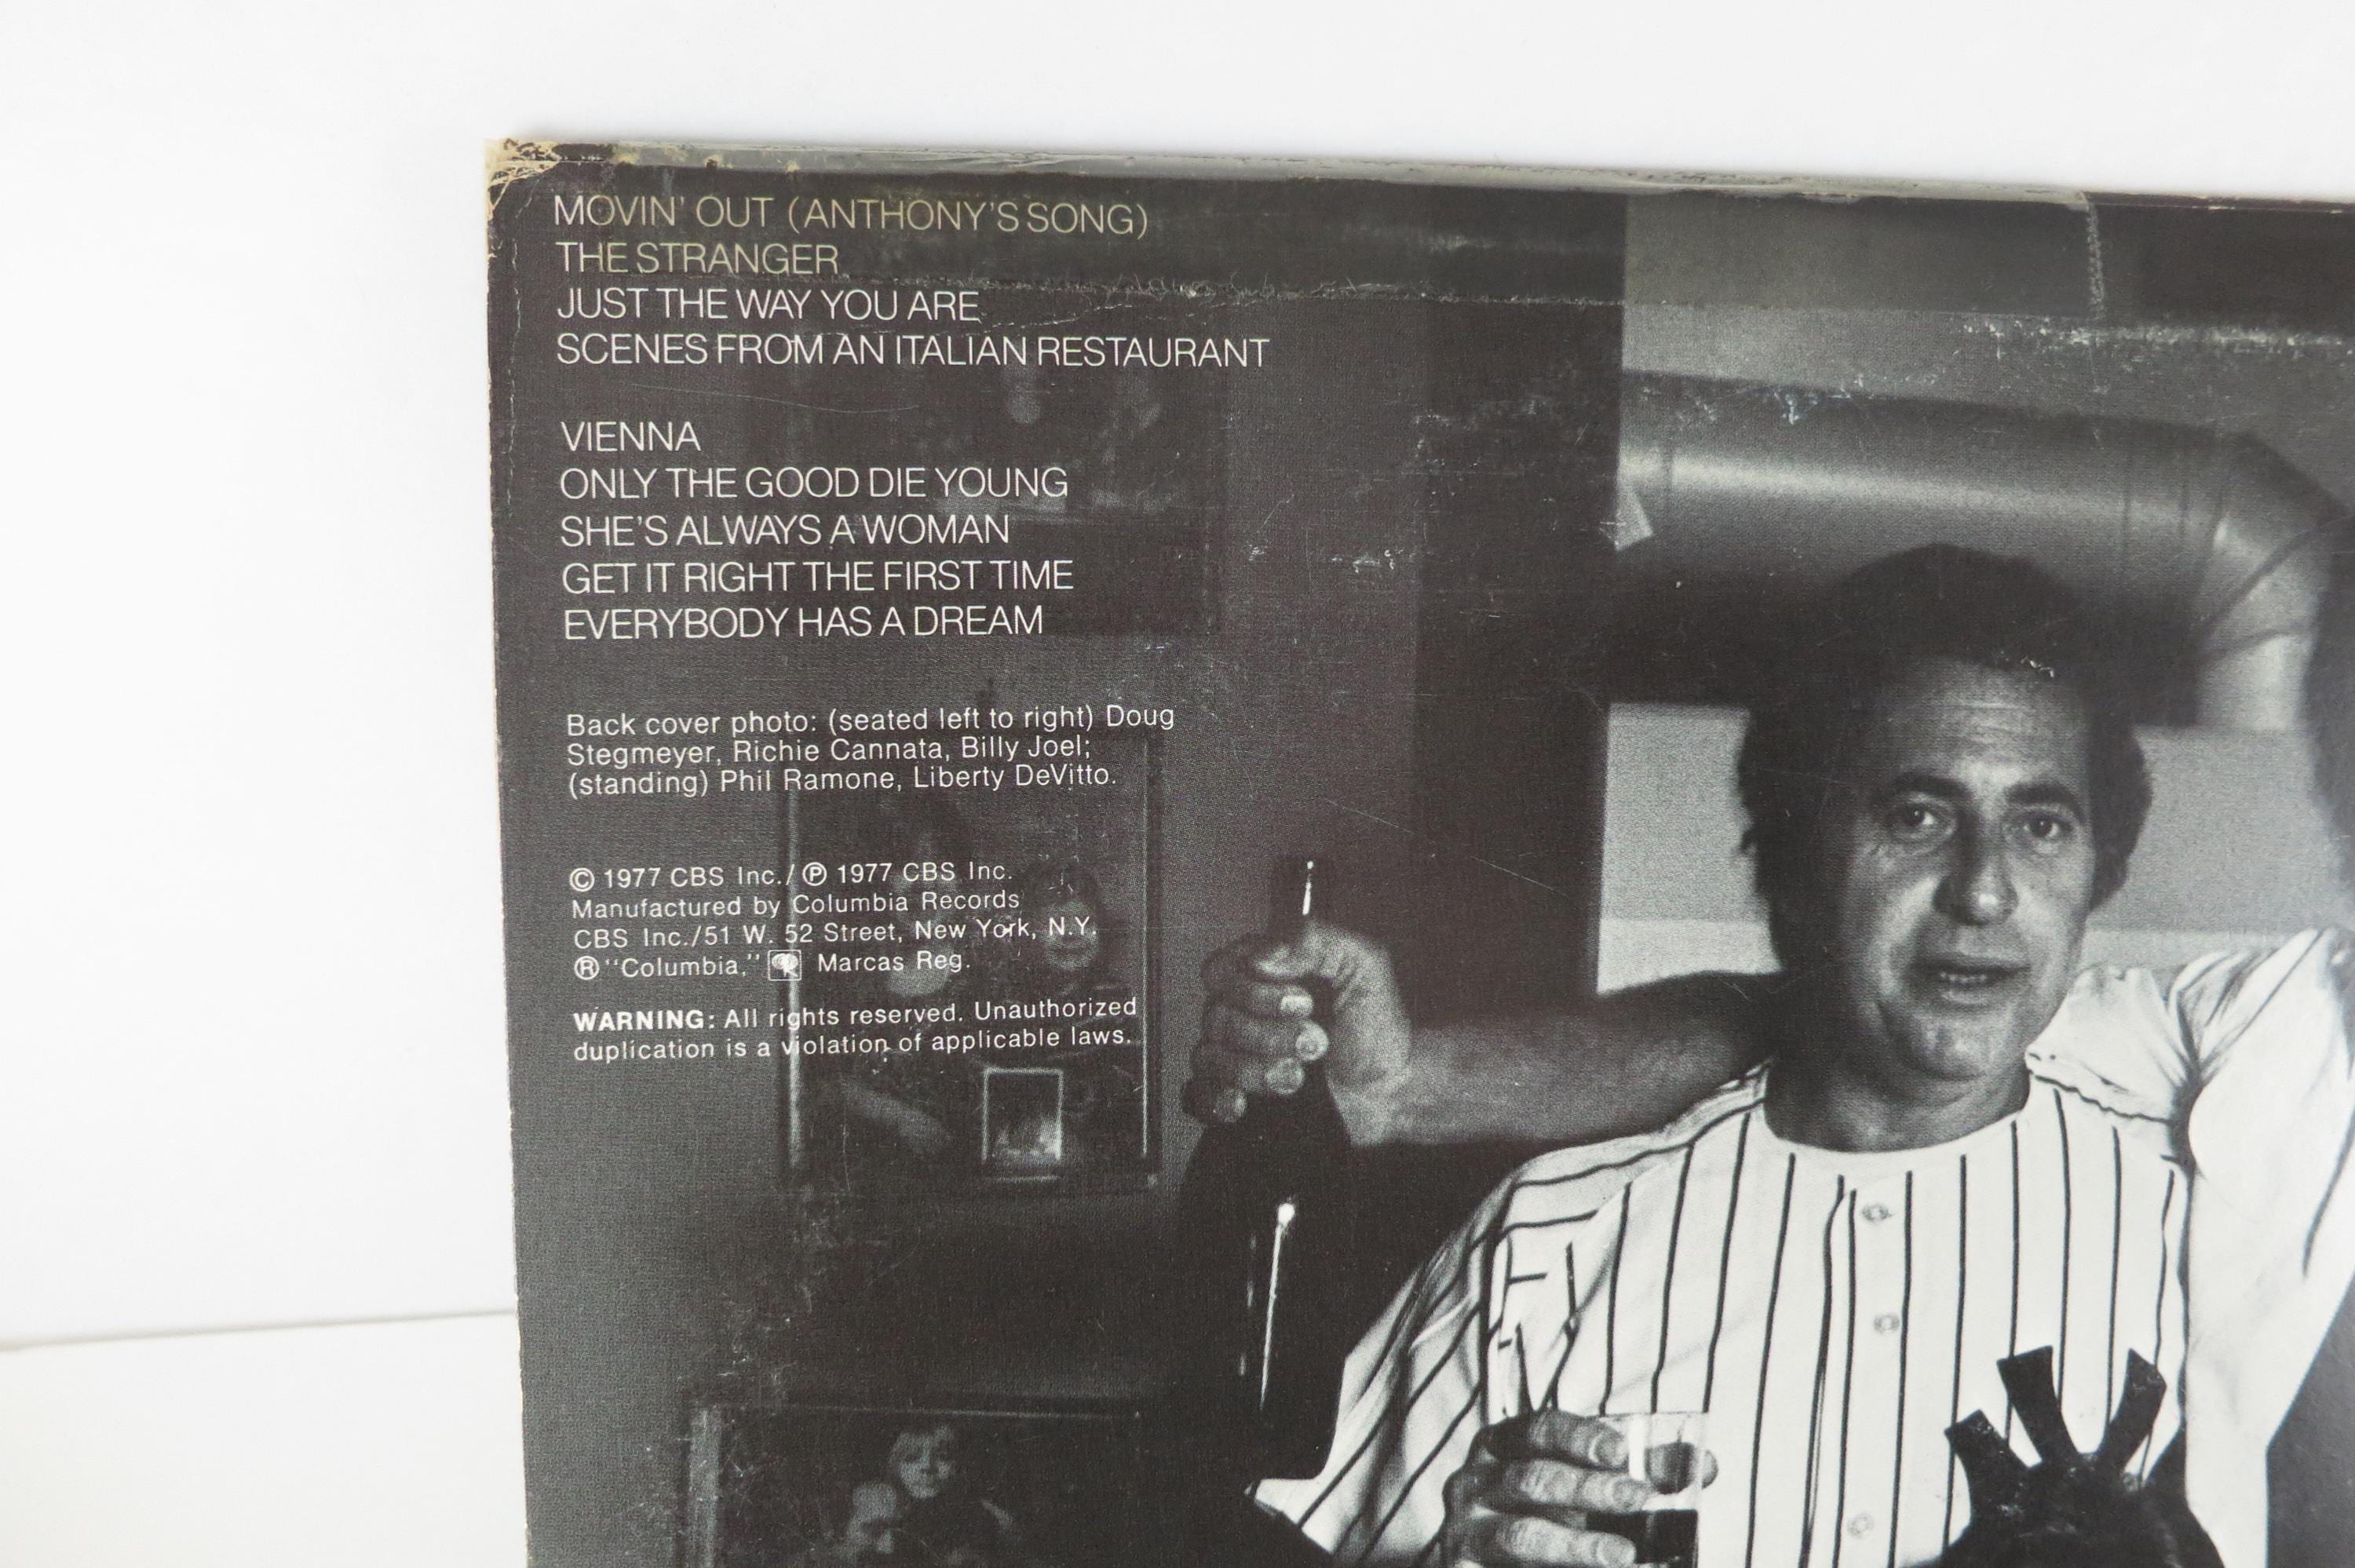 MOVIN' OUT (ANTHONY'S SONG)
THE STRANGER
JUST THE WAY YOU ARE
SCENES FROM AN ITALIAN RESTAURANT
VIENNA
ONLY THE GOOD DIE YOUNG
SHE'S ALWAYS A WOMAN
GET IT RIGHT THE FIRST TIME
EVERYBODY HAS A DREAM
Back cover photo: (seated left to right) Doug
Stegmeyer, Richie Cannata, Billy Joel;
(standing) Phil Ramone, Liberty DeVitto.
© 1977 CBS Inc./ ℗ 1977 CBS Inc.
Manufactured by Columbia Records
CBS Inc./51 W. 52 Street, New York, N.Y.
® "Columbia," Marcas Reg.
WARNING: All rights reserved. Unauthorized
duplication is a violation of applicable laws.